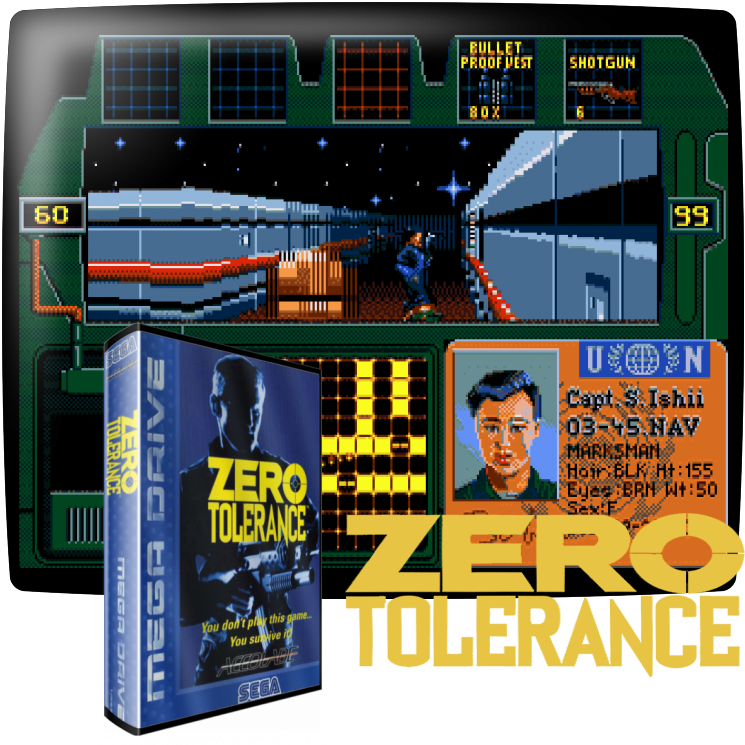 BULLET
PROOF VEST
80%
SHOTGUN
6
60
99
U N
Capt. S. Ishii
03-45.NAV
MARKSMAN
Hair:BLK Ht:155
Eyes:BRN Wt:50
Sex:F
SEGA
ZERO
TOLERANCE
MEGA DRIVE
MEGA DRIVE
ZERO
TOLERANCE
You don't play this game...
You survive it!
ACCOLADE
SEGA
ZERO
TOLERANCE